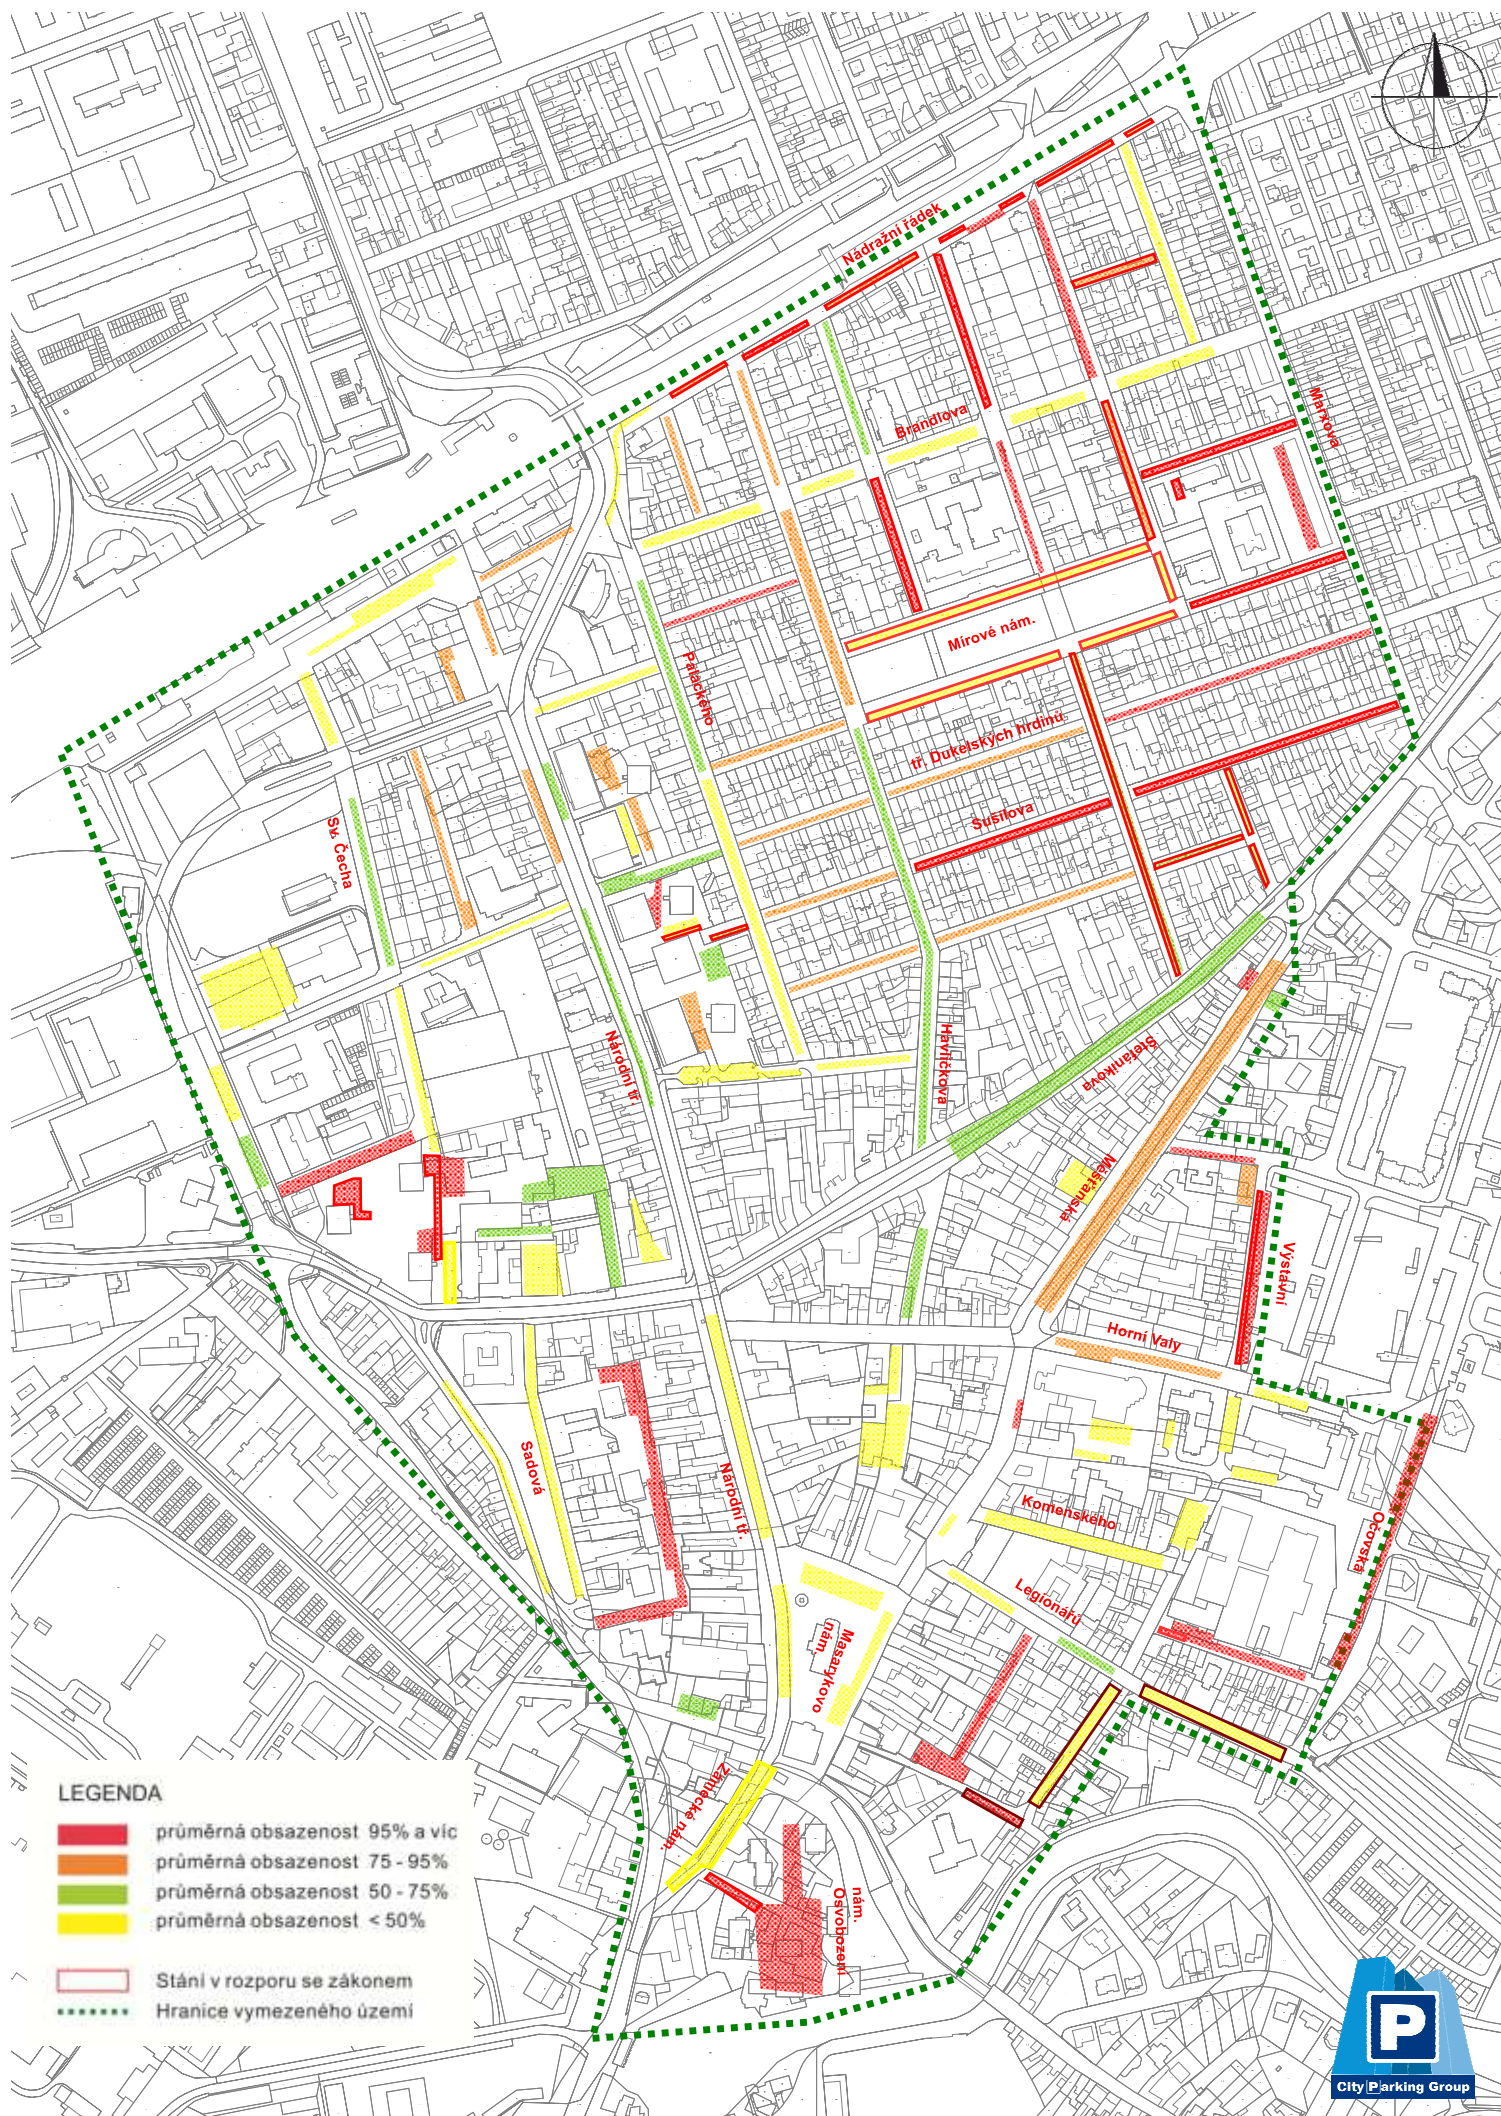 Nádražní řádek
Brandlova
Marxova
Mírové nám.
Palackého
tř. Dukelských hrdinů
Sušilova
Sv. Čecha
Národní tř.
Havlíčkova
Štefánikova
Měšťanská
Výstavní
Horní Valy
Sadová
Národní tř.
Komenského
Očovská
Legionářů
Masarykovo
nám.
Zámecké nám.
nám.
Osvobození
LEGENDA
průměrná obsazenost 95% a víc
průměrná obsazenost 75 - 95%
průměrná obsazenost 50 - 75%
průměrná obsazenost < 50%
Stání v rozporu se zákonem
Hranice vymezeného území
P
City Parking Group